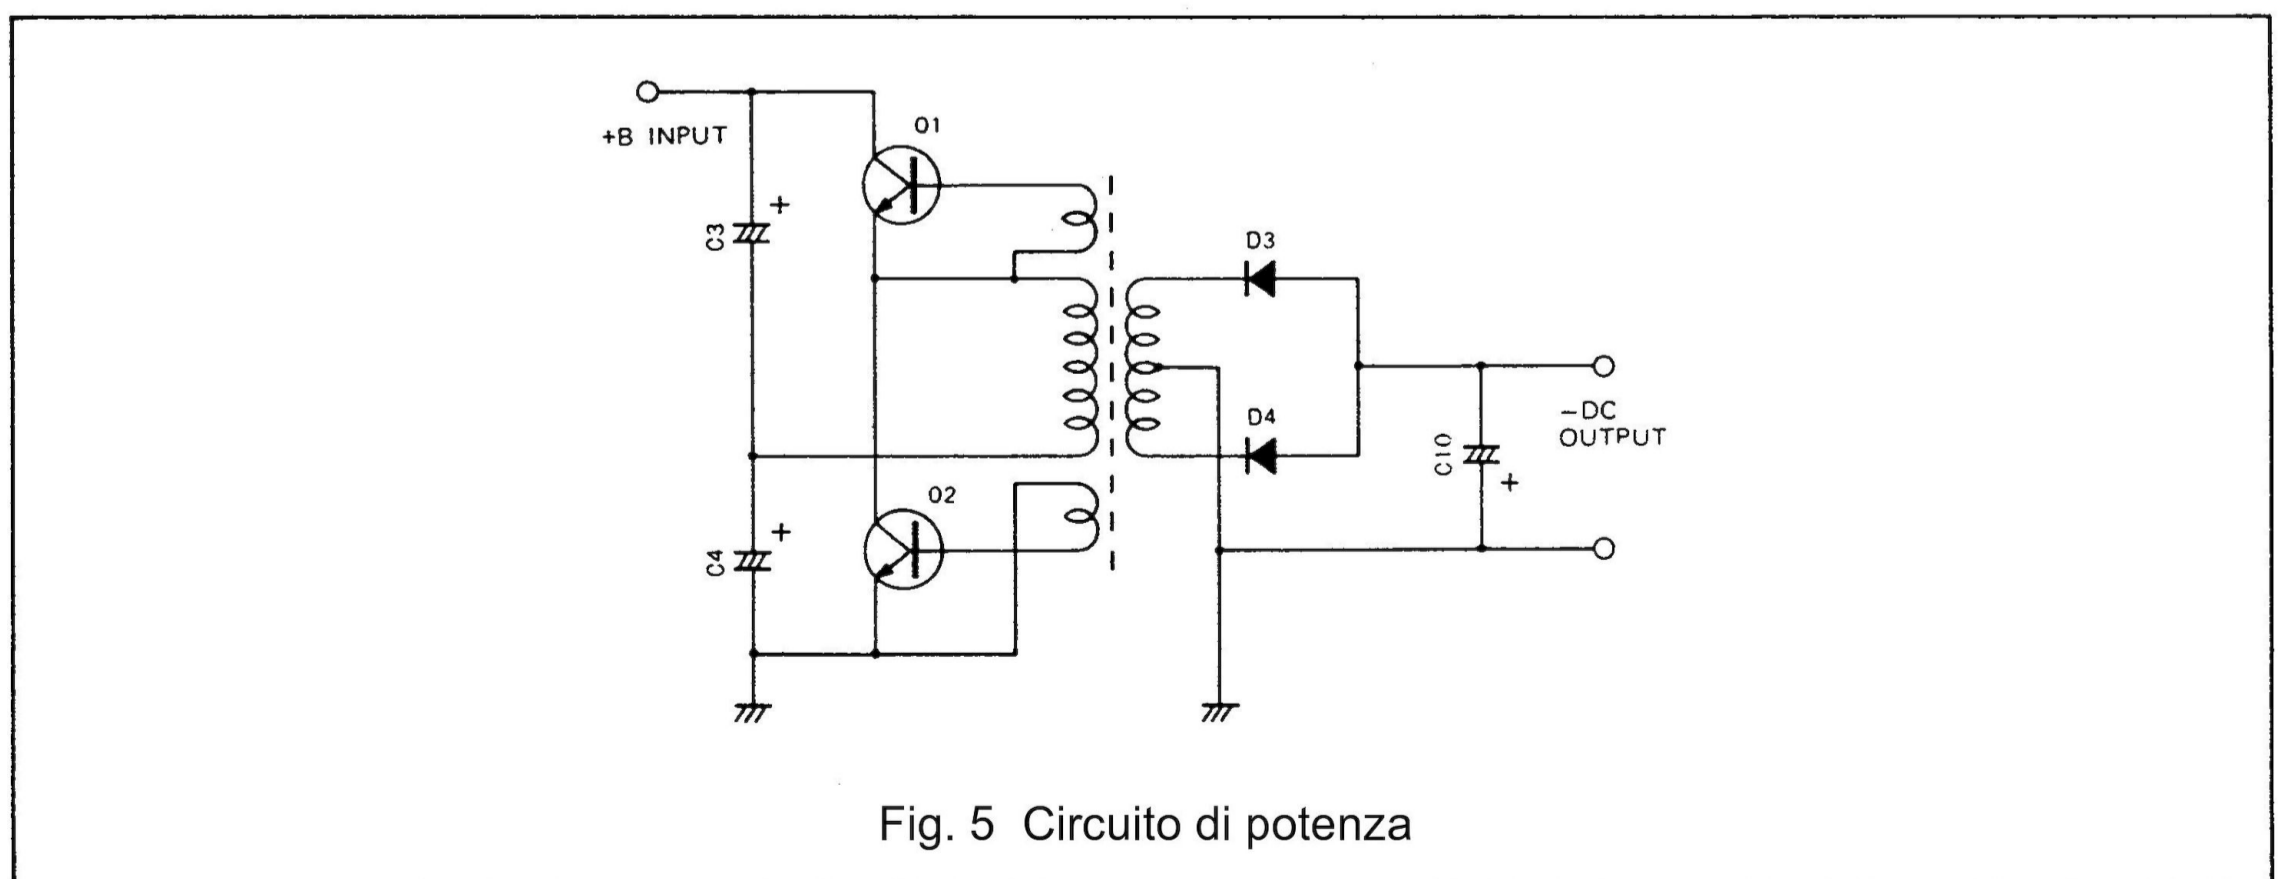 +B INPUT
O1
C3
+
D3
D4
-DC
OUTPUT
C10
+
O2
C4
+
Fig. 5 Circuito di potenza